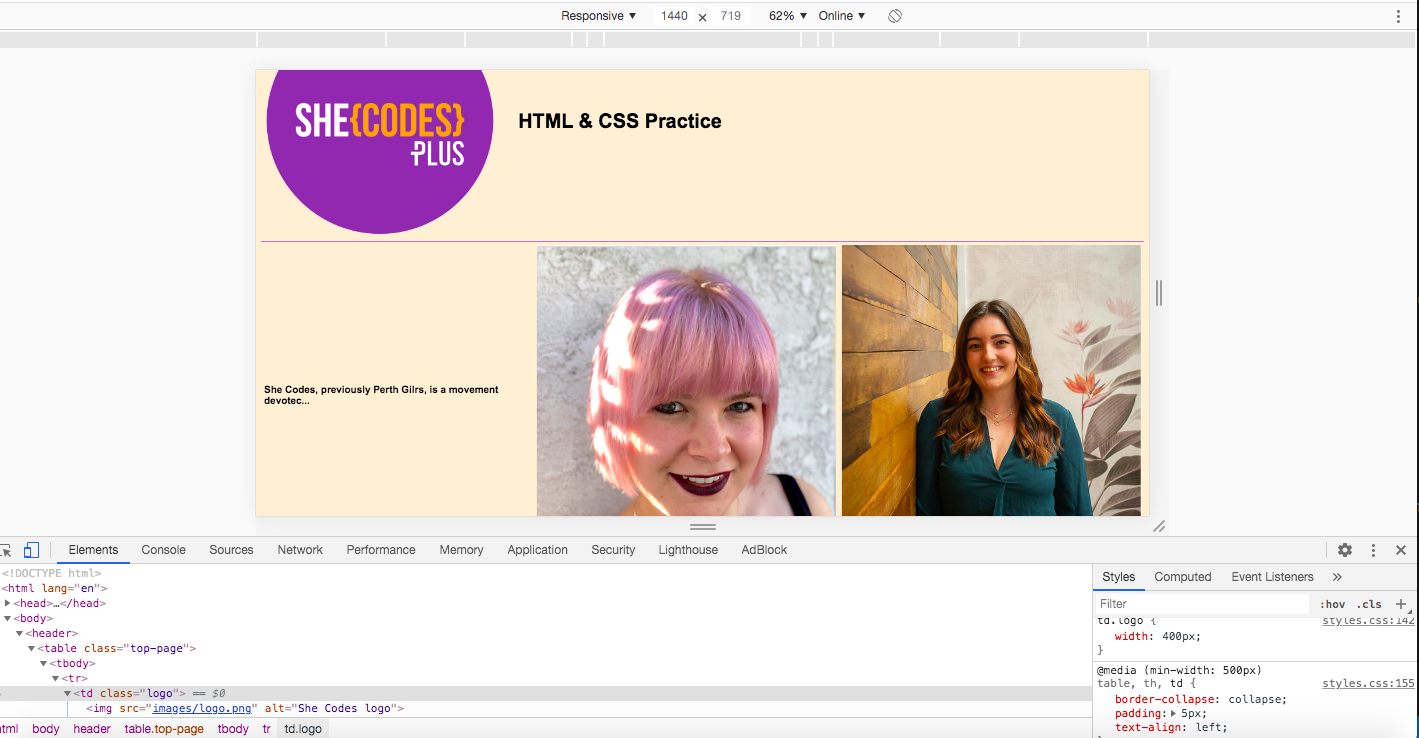 Responsive ▼ 1440 × 719 62% ▼ Online ▼
SHE{CODES}
PLUS
HTML & CSS Practice
She Codes, previously Perth Gilrs, is a movement
devotec...
Elements Console Sources Network Performance Memory Application Security Lighthouse AdBlock
<!DOCTYPE html>
<html lang="en">
▶<head>…</head>
▼<body>
▼<header>
▼<table class="top-page">
▼<tbody>
▼<tr>
▼<td class="logo"> == $0
<img src="images/logo.png" alt="She Codes logo">
html body header table.top-page tbody tr td.logo
Styles Computed Event Listeners »
Filter :hov .cls +
td.logo { styles.css:142
width: 400px;
}
@media (min-width: 500px)
table, th, td { styles.css:155
border-collapse: collapse;
padding:▶ 5px;
text-align: left;